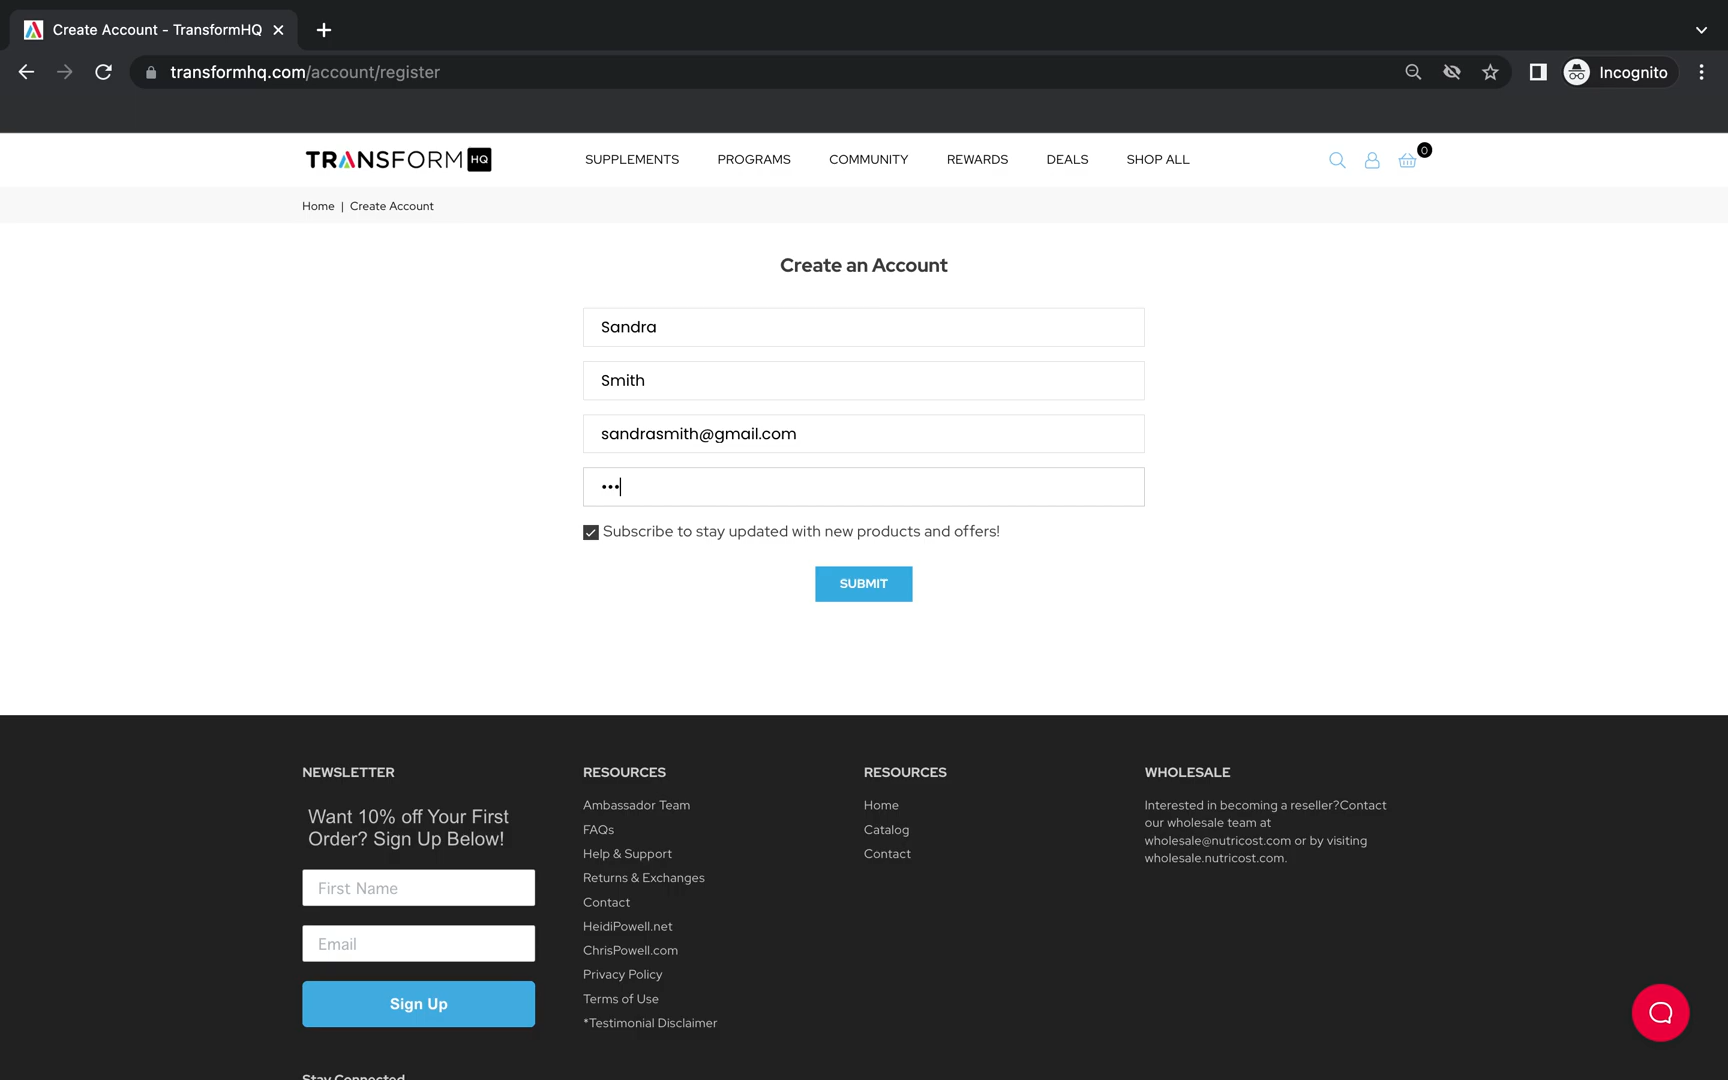 Create Account - TransformHQ
transformhq.com/account/register
Incognito
TRANSFORM HQ
SUPPLEMENTS
PROGRAMS
COMMUNITY
REWARDS
DEALS
SHOP ALL
0
Home | Create Account
Create an Account
Sandra
Smith
sandrasmith@gmail.com
•••
Subscribe to stay updated with new products and offers!
SUBMIT
NEWSLETTER
Want 10% off Your First
Order? Sign Up Below!
First Name
Email
Sign Up
Stay Connected
RESOURCES
Ambassador Team
FAQs
Help & Support
Returns & Exchanges
Contact
HeidiPowell.net
ChrisPowell.com
Privacy Policy
Terms of Use
*Testimonial Disclaimer
RESOURCES
Home
Catalog
Contact
WHOLESALE
Interested in becoming a reseller?Contact
our wholesale team at
wholesale@nutricost.com or by visiting
wholesale.nutricost.com.